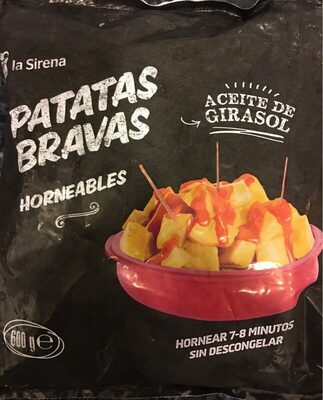 la Sirena
PATATAS
BRAVAS
HORNEABLES
ACEITE DE
GIRASOL
600 g e
HORNEAR 7-8 MINUTOS
SIN DESCONGELAR